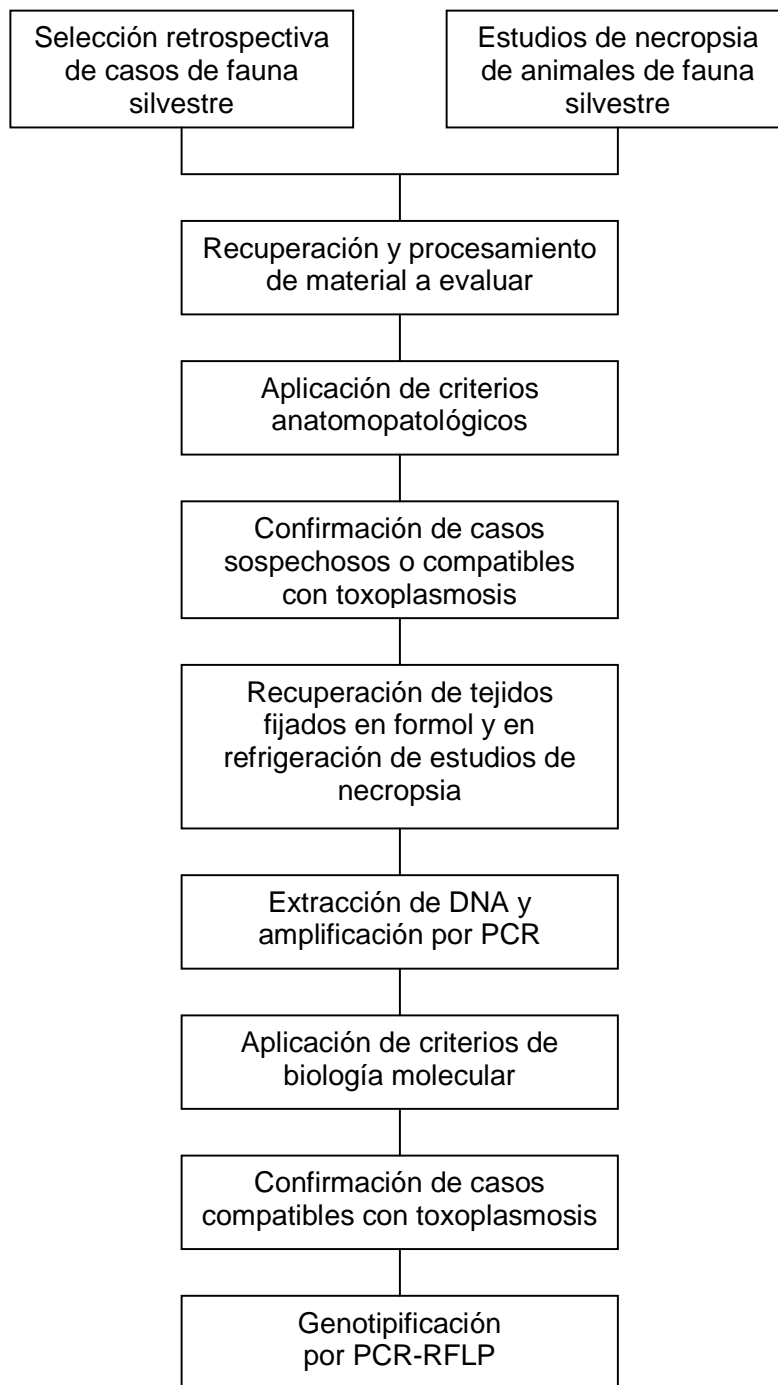 Selección retrospectiva
de casos de fauna
silvestre
Estudios de necropsia
de animales de fauna
silvestre
Recuperación y procesamiento
de material a evaluar
Aplicación de criterios
anatomopatológicos
Confirmación de casos
sospechosos o compatibles
con toxoplasmosis
Recuperación de tejidos
fijados en formol y en
refrigeración de estudios de
necropsia
Extracción de DNA y
amplificación por PCR
Aplicación de criterios de
biología molecular
Confirmación de casos
compatibles con toxoplasmosis
Genotipificación
por PCR-RFLP